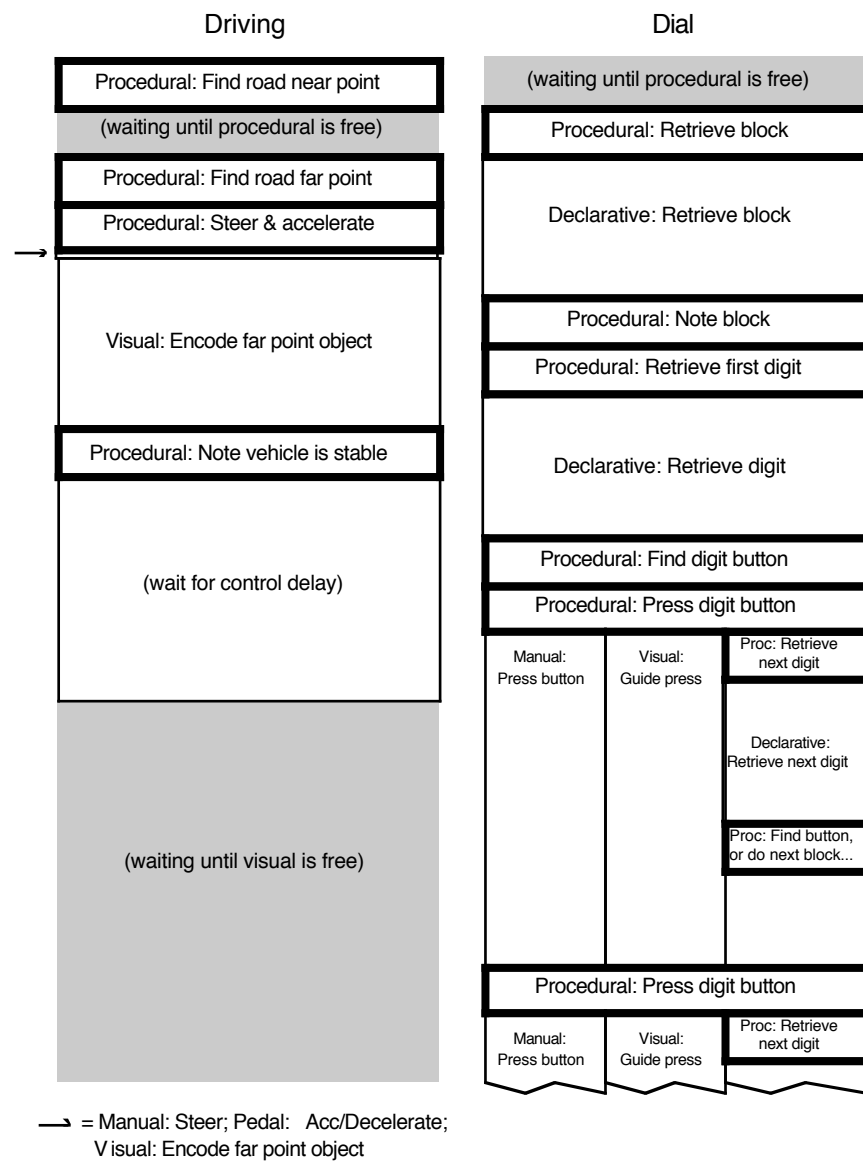 Driving
Procedural: Find road near point
(waiting until procedural is free)
Procedural: Find road far point
Procedural: Steer & accelerate
Visual: Encode far point object
Procedural: Note vehicle is stable
(wait for control delay)
(waiting until visual is free)
Dial
(waiting until procedural is free)
Procedural: Retrieve block
Declarative: Retrieve block
Procedural: Note block
Procedural: Retrieve first digit
Declarative: Retrieve digit
Procedural: Find digit button
Procedural: Press digit button
Manual:
Press button
Visual:
Guide press
Proc: Retrieve
next digit
Declarative:
Retrieve next digit
Proc: Find button,
or do next block...
Procedural: Press digit button
Manual:
Press button
Visual:
Guide press
Proc: Retrieve
next digit
= Manual: Steer; Pedal: Acc/Decelerate;
Visual: Encode far point object